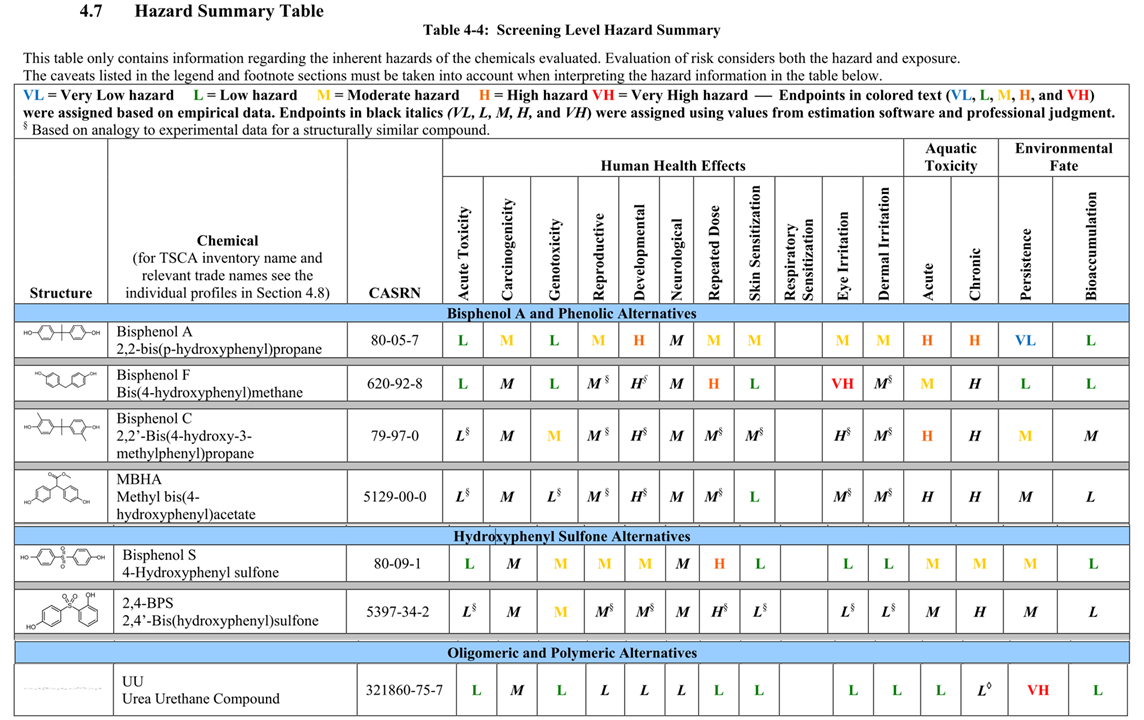 4.7 Hazard Summary Table
Table 4-4: Screening Level Hazard Summary
This table only contains information regarding the inherent hazards of the chemicals evaluated. Evaluation of risk considers both the hazard and exposure.
The caveats listed in the legend and footnote sections must be taken into account when interpreting the hazard information in the table below.
VL = Very Low hazard L = Low hazard M = Moderate hazard H = High hazard VH = Very High hazard — Endpoints in colored text (VL, L, M, H, and VH)
were assigned based on empirical data. Endpoints in black italics (VL, L, M, H, and VH) were assigned using values from estimation software and professional judgment.
§ Based on analogy to experimental data for a structurally similar compound.
Structure
Chemical
(for TSCA inventory name and
relevant trade names see the
individual profiles in Section 4.8)
CASRN
Human Health Effects
Aquatic
Toxicity
Environmental
Fate
Acute Toxicity
Carcinogenicity
Genotoxicity
Reproductive
Developmental
Neurological
Repeated Dose
Skin Sensitization
Respiratory
Sensitization
Eye Irritation
Dermal Irritation
Acute
Chronic
Persistence
Bioaccumulation
Bisphenol A and Phenolic Alternatives
HO OH
Bisphenol A
2,2-bis(p-hydroxyphenyl)propane
80-05-7 L M L M H M M M M M H H VL L
HO OH
Bisphenol F
Bis(4-hydroxyphenyl)methane
620-92-8 L M L M§ H§ M H L VH M§ M H L L
HO OH
Bisphenol C
2,2’-Bis(4-hydroxy-3-
methylphenyl)propane
79-97-0 L§ M M M§ H§ M M§ M§ H§ M§ H H M M
O O HO OH
MBHA
Methyl bis(4-
hydroxyphenyl)acetate
5129-00-0 L§ M L§ M§ H§ M M§ L M§ M§ H H M L
Hydroxyphenyl Sulfone Alternatives
HO O S O OH
Bisphenol S
4-Hydroxyphenyl sulfone
80-09-1 L M M M M M H L L L M M M L
HO O S O OH
2,4-BPS
2,4’-Bis(hydroxyphenyl)sulfone
5397-34-2 L§ M M M§ M§ M H§ L§ L§ L§ M H M L
Oligomeric and Polymeric Alternatives
UU
Urea Urethane Compound
321860-75-7 L M L L L L L L L L L L◊ VH L